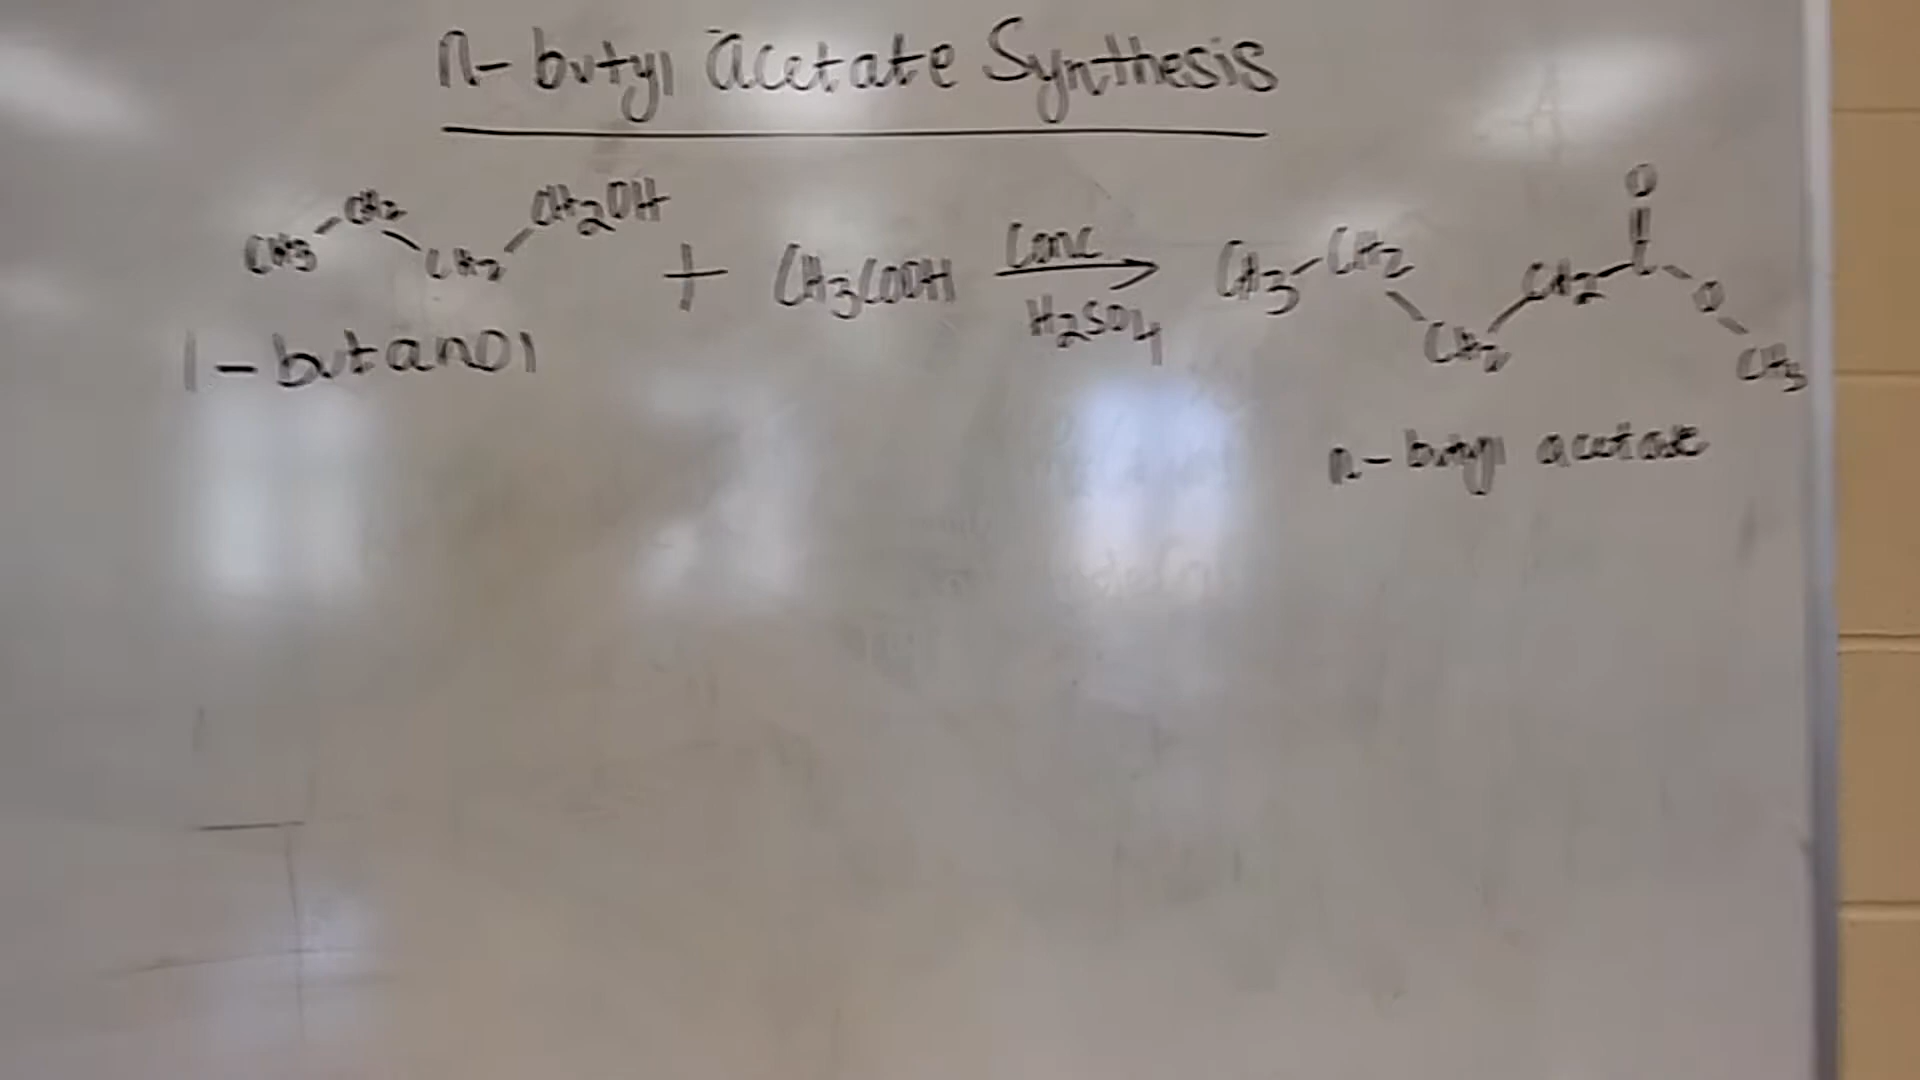 n-butyl acetate Synthesis
CH3 CH2 CH2 CH2OH + CH3COOH Conc H2SO4 → CH3 CH2 CH2 CH2 C O O CH3
1-butanol
n-butyl acetate